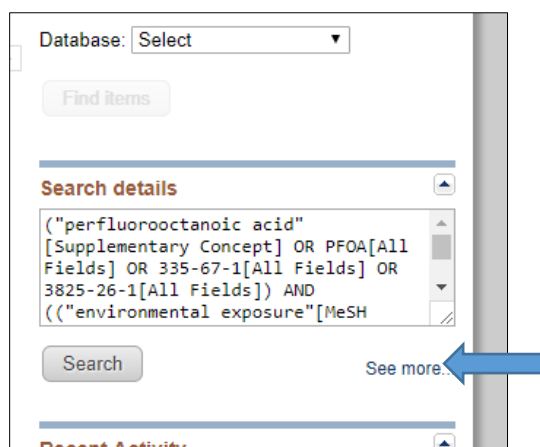 Database: Select
Find items
Search details
("perfluorooctanoic acid"
[Supplementary Concept] OR PFOA[All
Fields] OR 335-67-1[All Fields] OR
3825-26-1[All Fields]) AND
(("environmental exposure"[MeSH
Search
See more...
Recent Activity